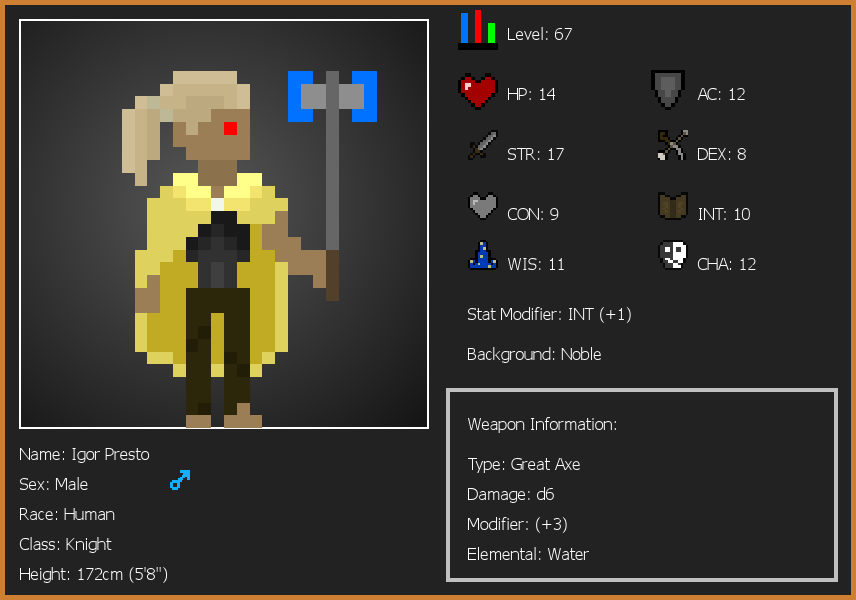 Level: 67
HP: 14
AC: 12
STR: 17
DEX: 8
CON: 9
INT: 10
WIS: 11
CHA: 12
Stat Modifier: INT (+1)
Background: Noble
Weapon Information:
Type: Great Axe
Damage: d6
Modifier: (+3)
Elemental: Water
Name: Igor Presto
Sex: Male
Race: Human
Class: Knight
Height: 172cm (5'8")